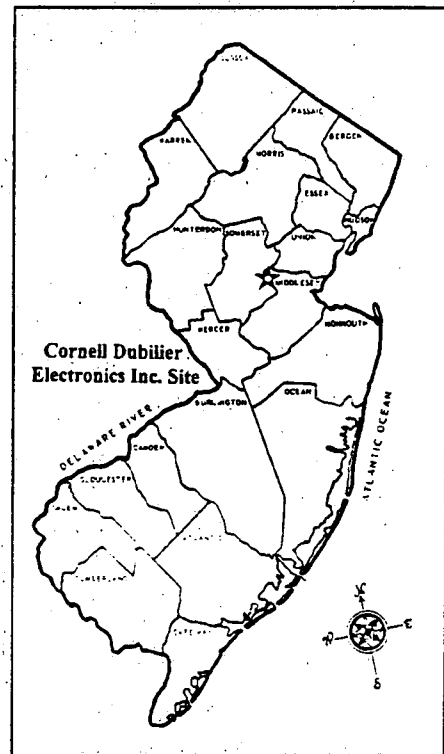 PASSAIC
BERGEN
WARREN
MORRIS
ESSEX
HUDSON
HUNTERDON
SOMERSET
UNION
MIDDLESEX
MERCER
MONMOUTH
Cornell Dubilier
Electronics Inc. Site
OCEAN
BURLINGTON
DELAWARE RIVER
ATLANTIC OCEAN
CAMDEN
GLOUCESTER
ATLANTIC
E
S